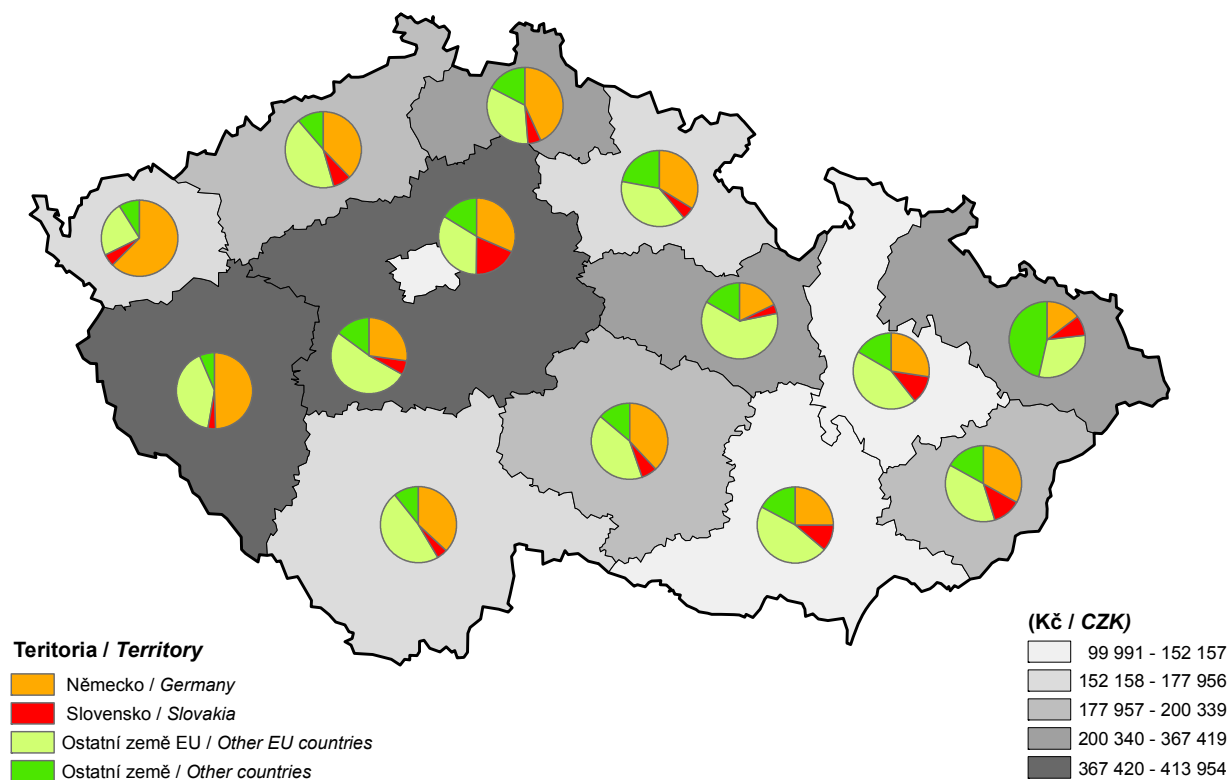 Teritoria / Territory
Německo / Germany
Slovensko / Slovakia
Ostatní země EU / Other EU countries
Ostatní země / Other countries
(Kč / CZK)
99 991 - 152 157
152 158 - 177 956
177 957 - 200 339
200 340 - 367 419
367 420 - 413 954